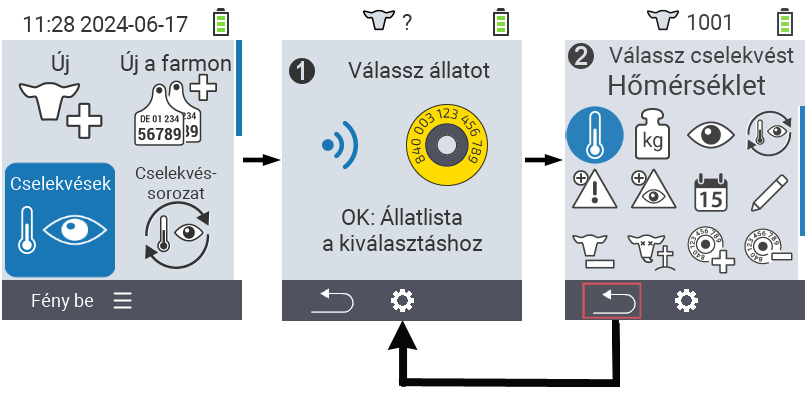 11:28 2024-06-17
Új
Új a farmon
DE 01 234
56789
234
39
Cselekvések
Cselekvés-
sorozat
Fény be
?
1
Válassz állatot
840 003 123 456 789
OK: Állatlista
a kiválasztáshoz
1001
2
Válassz cselekvést
Hőmérséklet
kg
15
840 123 456 789
840 123 456 789